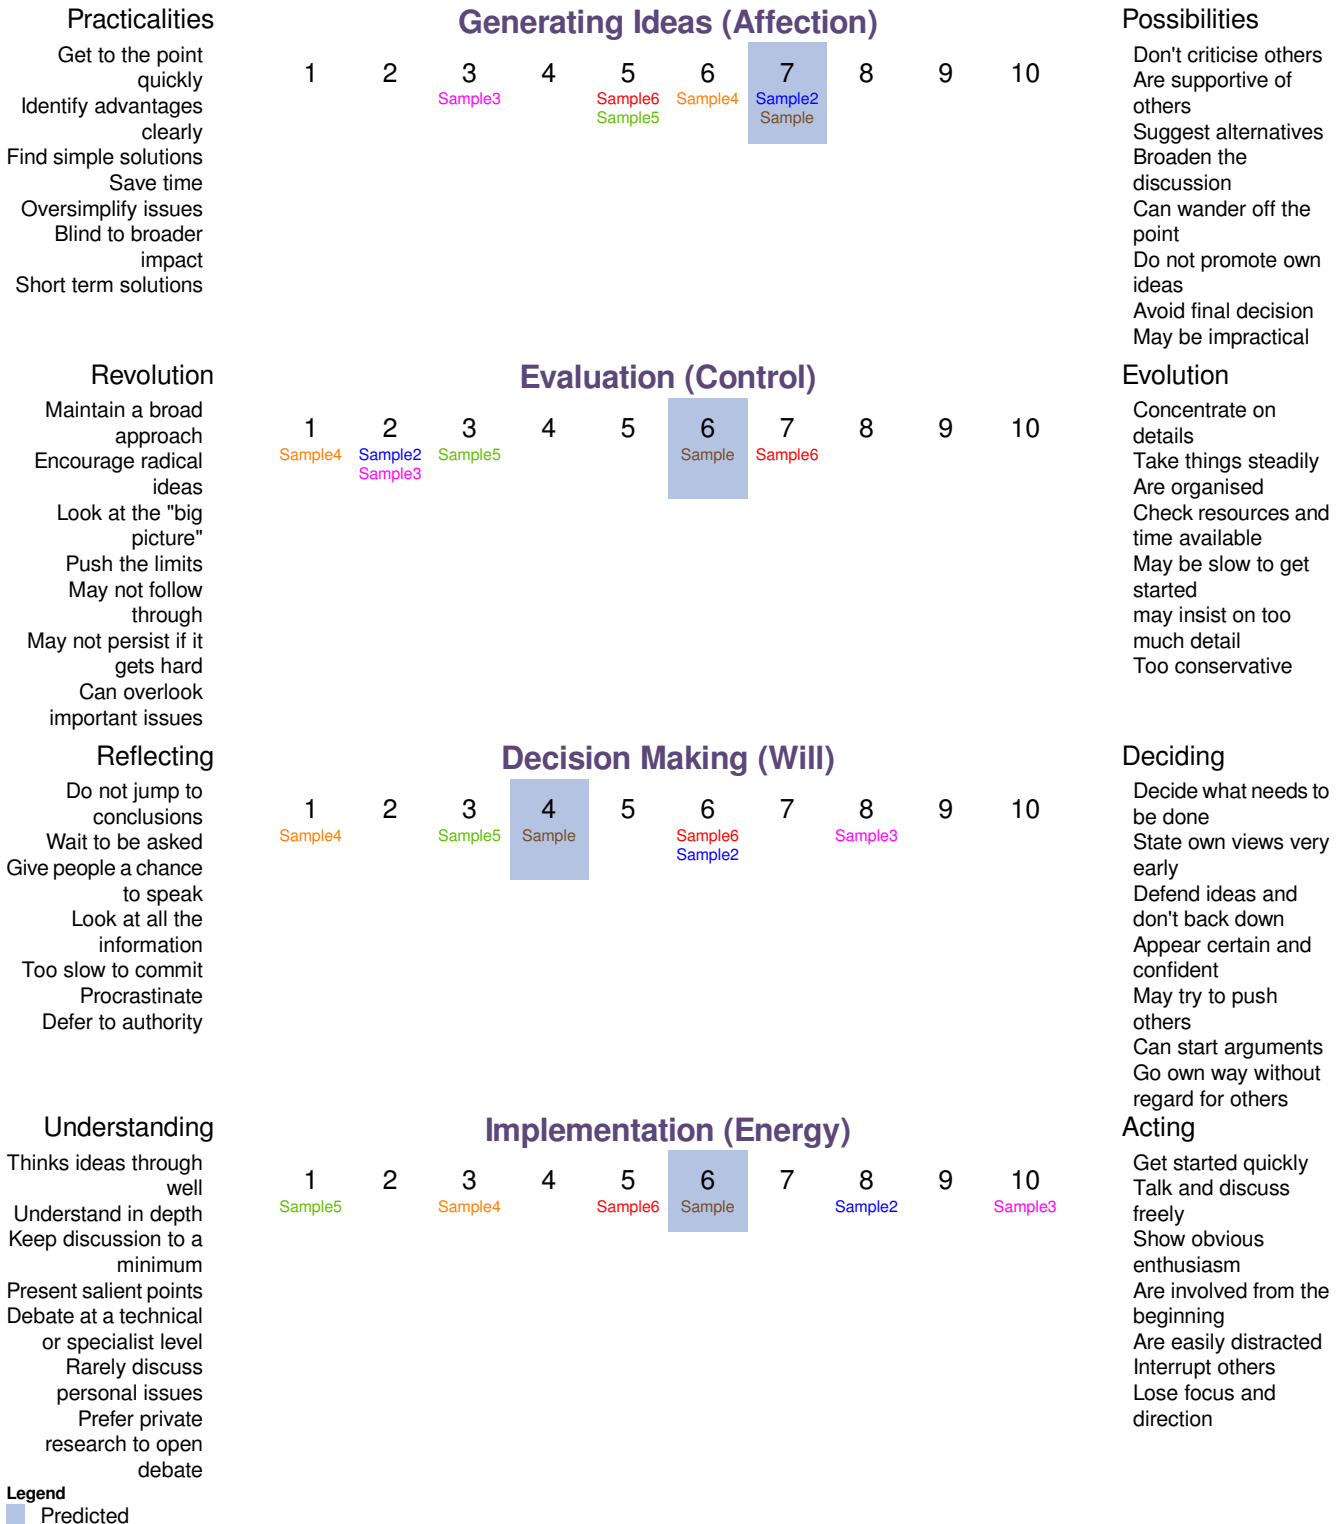 Practicalities
Generating Ideas (Affection)
Possibilities
Get to the point
quickly
Identify advantages
clearly
Find simple solutions
Save time
Oversimplify issues
Blind to broader
impact
Short term solutions
1 2 3 4 5 6 7 8 9 10
Sample3 Sample6 Sample4 Sample2
Sample5 Sample
Don't criticise others
Are supportive of
others
Suggest alternatives
Broaden the
discussion
Can wander off the
point
Do not promote own
ideas
Avoid final decision
May be impractical
Revolution
Evaluation (Control)
Evolution
Maintain a broad
approach
Encourage radical
ideas
Look at the "big
picture"
Push the limits
May not follow
through
May not persist if it
gets hard
Can overlook
important issues
1 2 3 4 5 6 7 8 9 10
Sample4 Sample2 Sample5 Sample Sample6
Sample3
Concentrate on
details
Take things steadily
Are organised
Check resources and
time available
May be slow to get
started
may insist on too
much detail
Too conservative
Reflecting
Decision Making (Will)
Deciding
Do not jump to
conclusions
Wait to be asked
Give people a chance
to speak
Look at all the
information
Too slow to commit
Procrastinate
Defer to authority
1 2 3 4 5 6 7 8 9 10
Sample4 Sample5 Sample Sample6 Sample3
Sample2
Decide what needs to
be done
State own views very
early
Defend ideas and
don't back down
Appear certain and
confident
May try to push
others
Can start arguments
Go own way without
regard for others
Understanding
Implementation (Energy)
Acting
Thinks ideas through
well
Understand in depth
Keep discussion to a
minimum
Present salient points
Debate at a technical
or specialist level
Rarely discuss
personal issues
Prefer private
research to open
debate
1 2 3 4 5 6 7 8 9 10
Sample5 Sample4 Sample6 Sample Sample2 Sample3
Get started quickly
Talk and discuss
freely
Show obvious
enthusiasm
Are involved from the
beginning
Are easily distracted
Interrupt others
Lose focus and
direction
Legend
Predicted